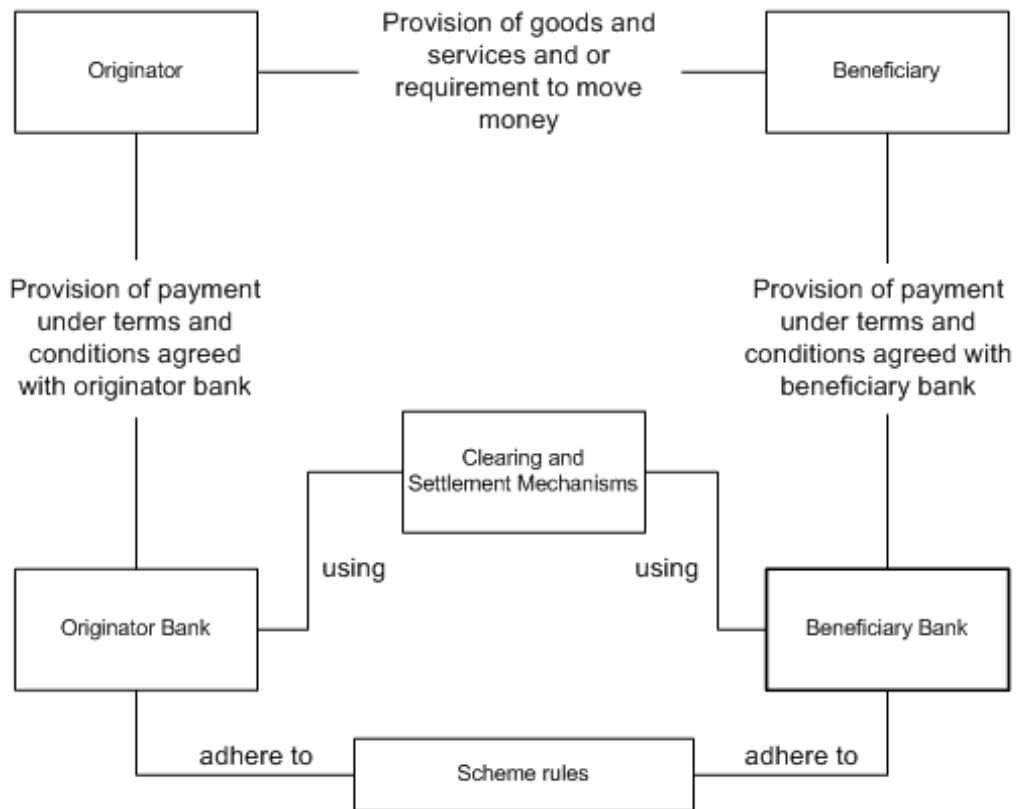 Originator
Provision of goods and
services and or
requirement to move
money
Beneficiary
Provision of payment
under terms and
conditions agreed
with originator bank
Provision of payment
under terms and
conditions agreed with
beneficiary bank
Clearing and
Settlement Mechanisms
using
using
Originator Bank
Beneficiary Bank
adhere to
Scheme rules
adhere to